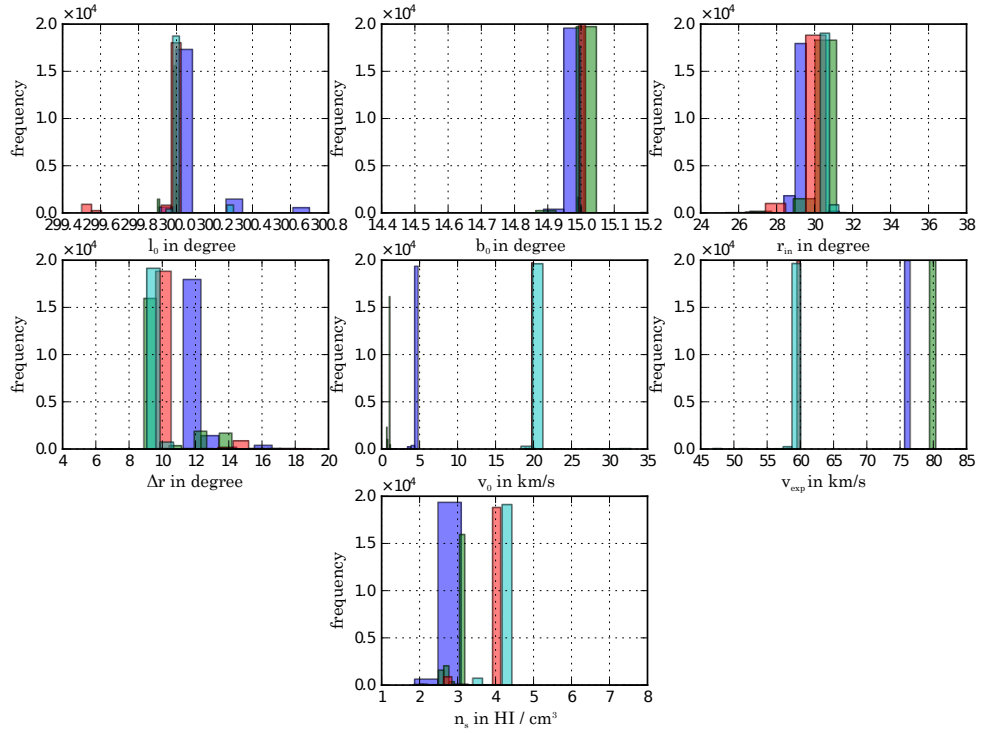 ×10⁴ ×10⁴ ×10⁴
2.0 2.0 2.0
1.5 1.5 1.5
1.0 1.0 1.0
0.5 0.5 0.5
0.0 0.0 0.0
frequency frequency frequency
299.4 299.6 299.8 300.0 300.2 300.4 300.6 300.8 14.4 14.5 14.6 14.7 14.8 14.9 15.0 15.1 15.2 24 26 28 30 32 34 36 38
l₀ in degree b₀ in degree r_in in degree
×10⁴ ×10⁴ ×10⁴
2.0 2.0 2.0
1.5 1.5 1.5
1.0 1.0 1.0
0.5 0.5 0.5
0.0 0.0 0.0
frequency frequency frequency
4 6 8 10 12 14 16 18 20 0 5 10 15 20 25 30 35 45 50 55 60 65 70 75 80 85
Δr in degree v₀ in km/s v_exp in km/s
×10⁴
2.0
1.5
1.0
0.5
0.0
frequency
1 2 3 4 5 6 7 8
n_s in HI / cm³